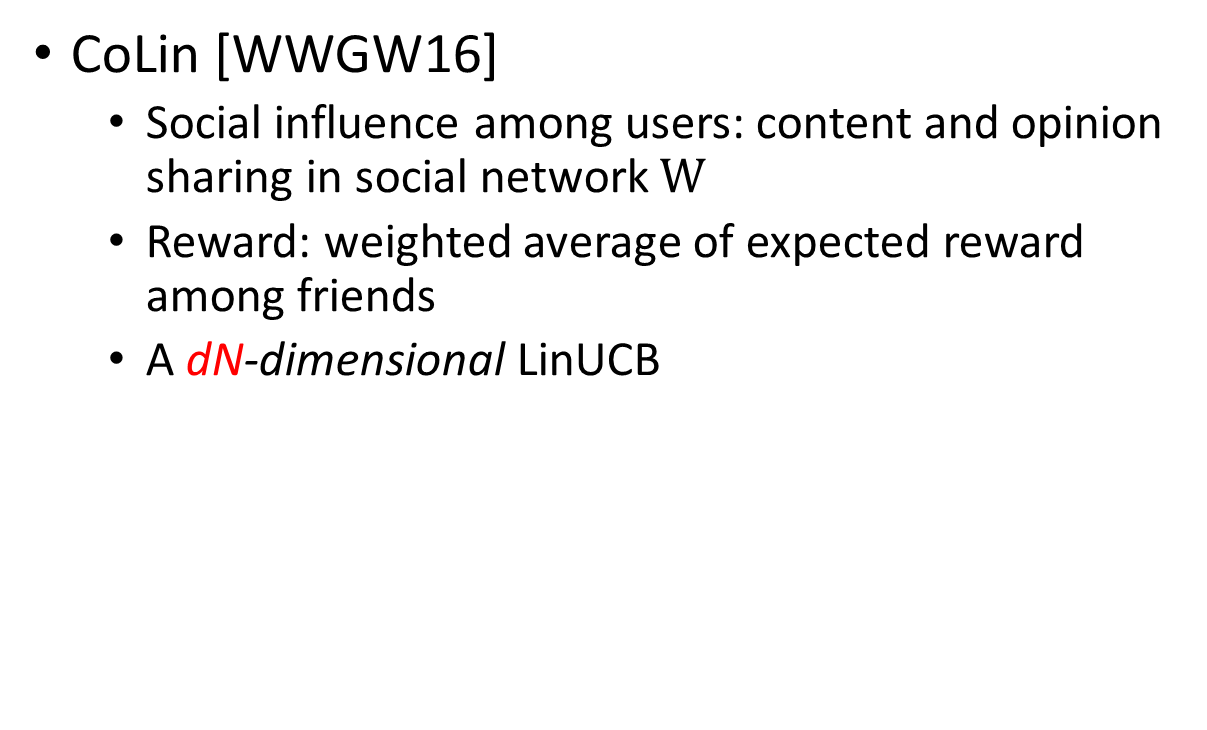 • CoLin [WWGW16]
• Social influence among users: content and opinion
sharing in social network W
• Reward: weighted average of expected reward
among friends
• A dN-dimensional LinUCB